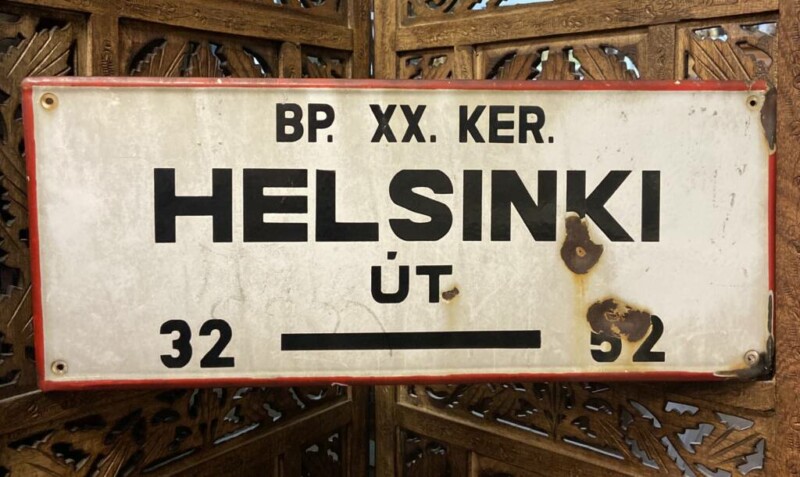 BP. XX. KER.
HELSINKI
ÚT
32 — 52